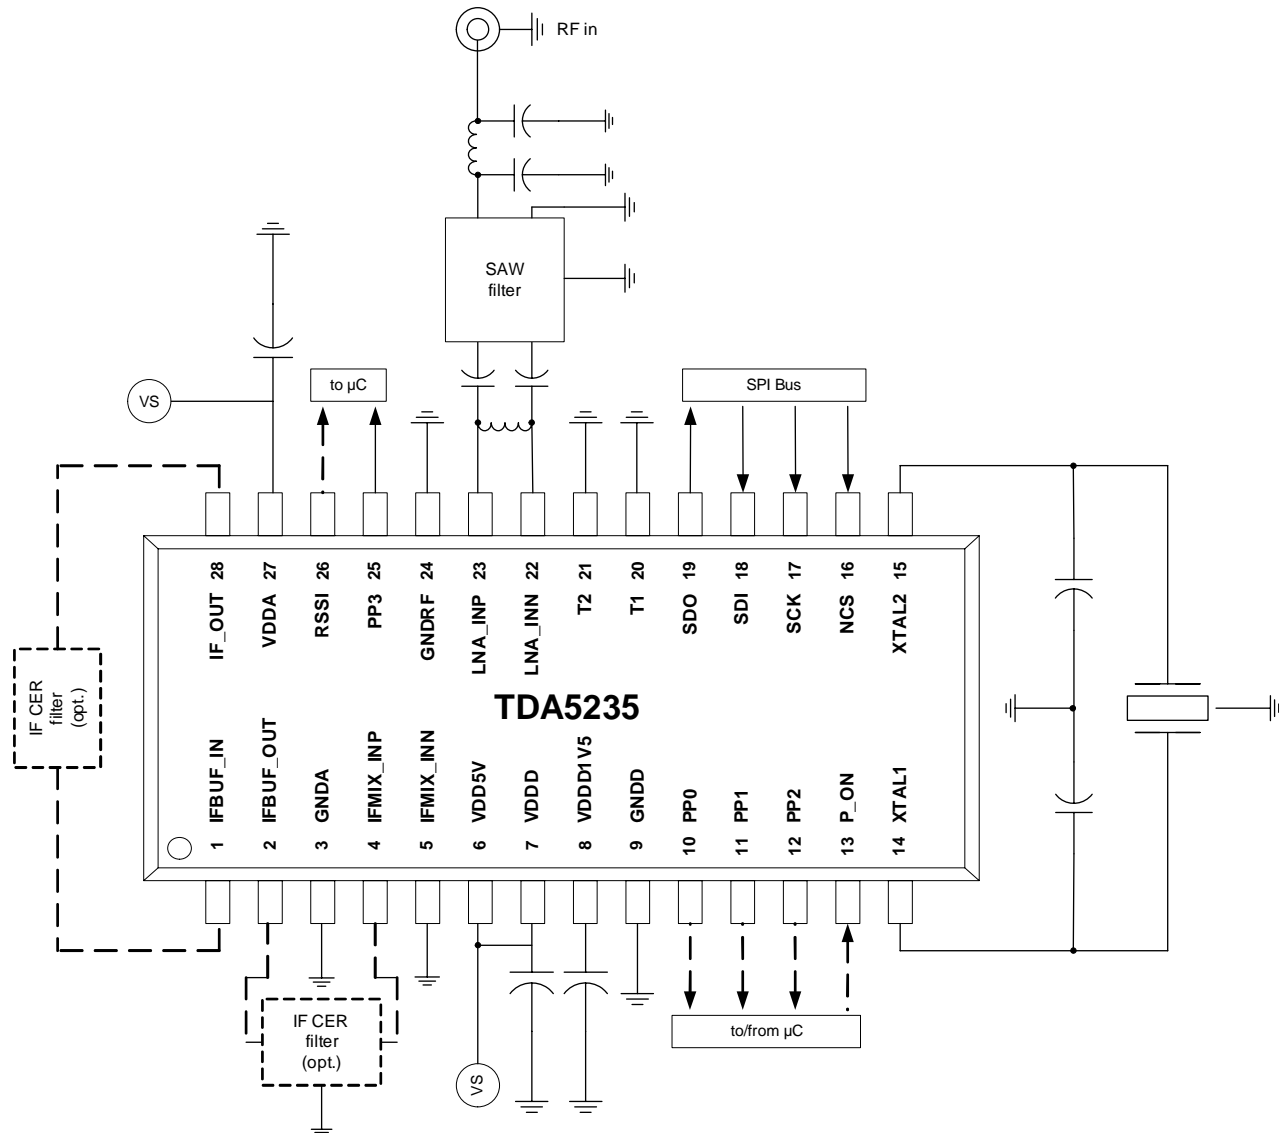 RF in
SAW
filter
to µC
SPI Bus
VS
IF_OUT 28
VDDA 27
RSSI 26
PP3 25
GNDRF 24
LNA_INP 23
LNA_INN 22
T2 21
T1 20
SDO 19
SDI 18
SCK 17
NCS 16
XTAL2 15
IF CER
filter
(opt.)
TDA5235
1 IFBUF_IN
2 IFBUF_OUT
3 GNDA
4 IFMIX_INP
5 IFMIX_INN
6 VDD5V
7 VDDD
8 VDDD1V5
9 GNDD
10 PP0
11 PP1
12 PP2
13 P_ON
14 XTAL1
IF CER
filter
(opt.)
to/from µC
VS